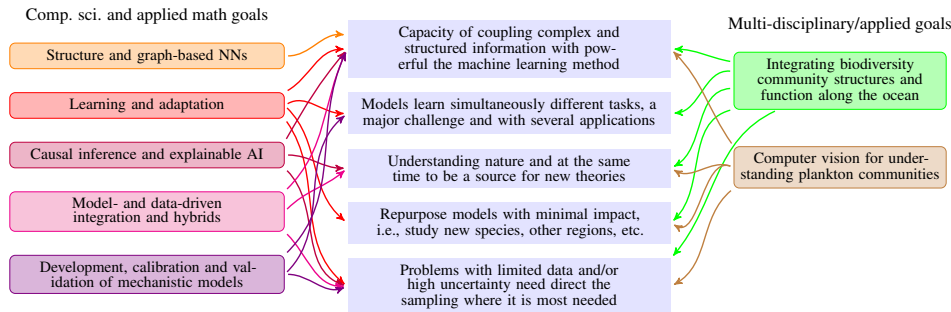 Comp. sci. and applied math goals
Structure and graph-based NNs
Learning and adaptation
Causal inference and explainable AI
Model- and data-driven
integration and hybrids
Development, calibration and val-
idation of mechanistic models
Capacity of coupling complex and
structured information with pow-
erful the machine learning method
Models learn simultaneously different tasks, a
major challenge and with several applications
Understanding nature and at the same
time to be a source for new theories
Repurpose models with minimal impact,
i.e., study new species, other regions, etc.
Problems with limited data and/or
high uncertainty need direct the
sampling where it is most needed
Multi-disciplinary/applied goals
Integrating biodiversity
community structures and
function along the ocean
Computer vision for under-
standing plankton communities